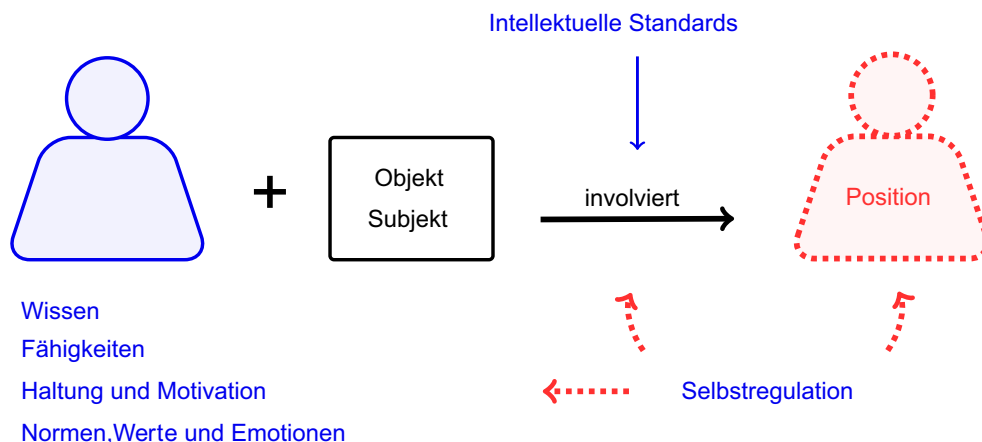 Intellektuelle Standards
Objekt
Subjekt
involviert
Position
Wissen
Fähigkeiten
Haltung und Motivation
Selbstregulation
Normen,Werte und Emotionen